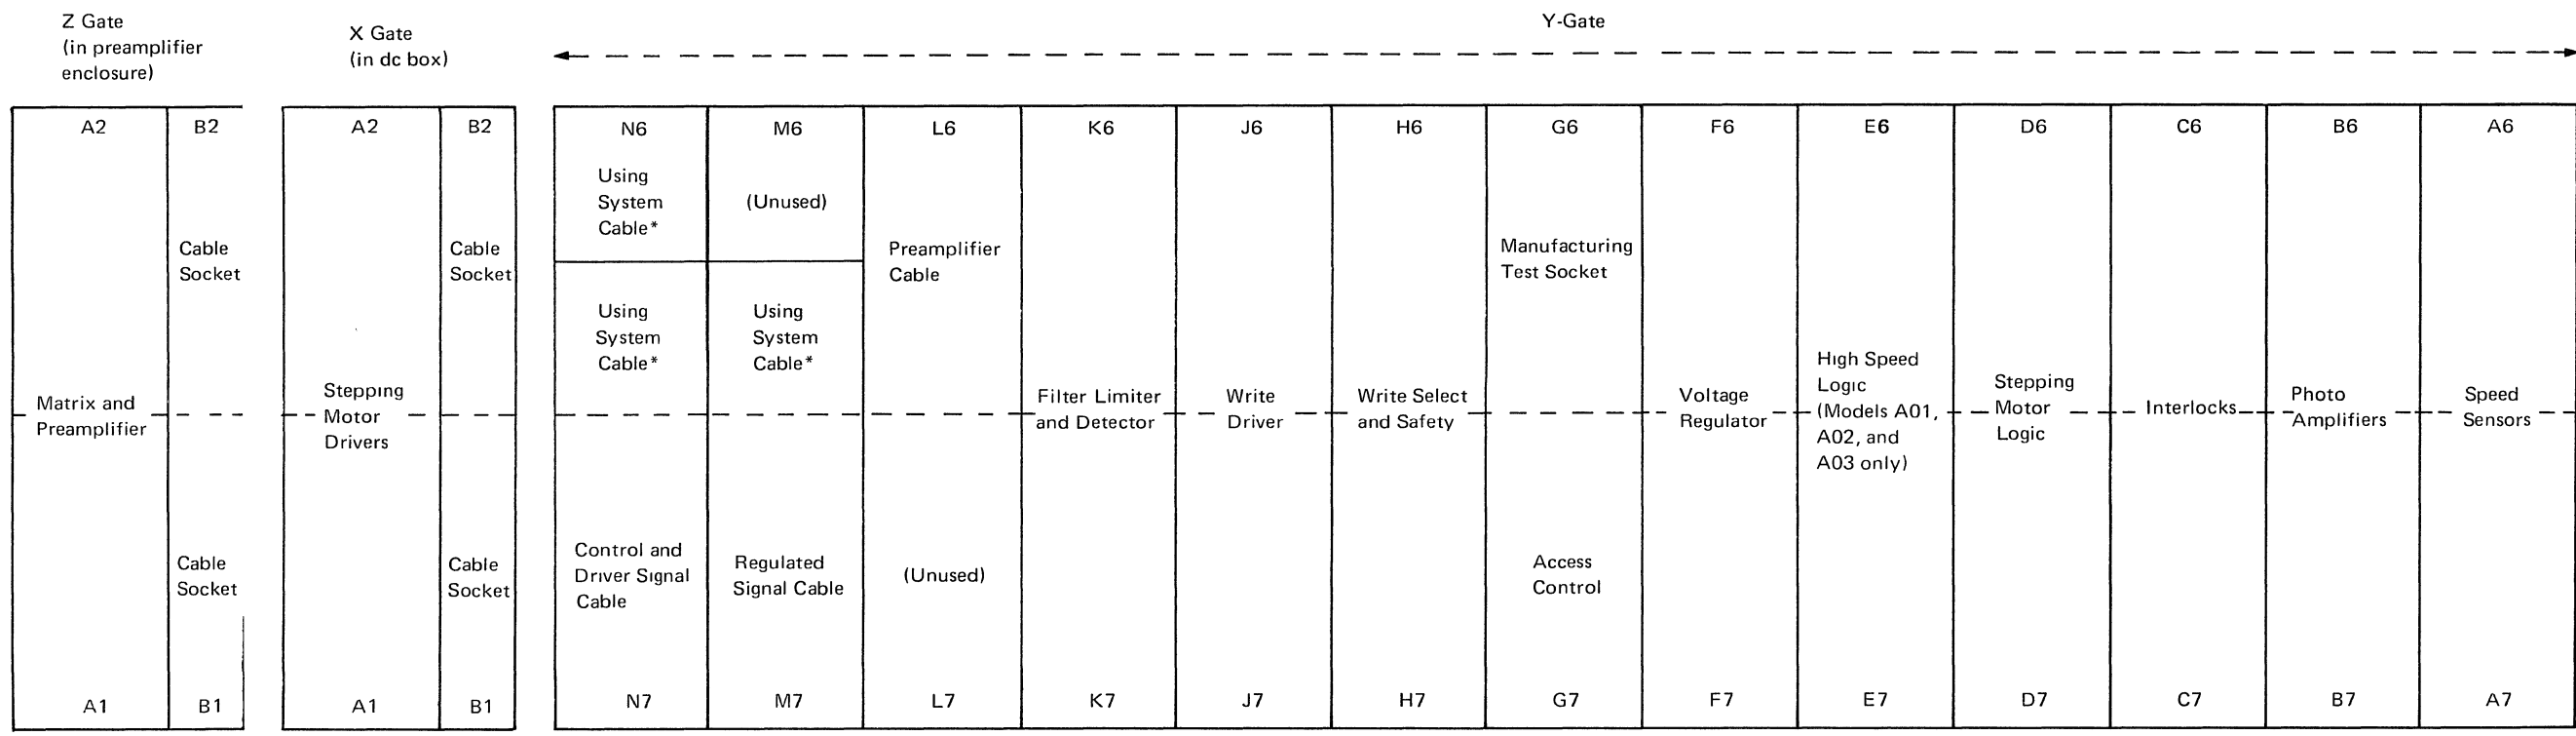 Z Gate
(in preamplifier
enclosure)
X Gate
(in dc box)
Y-Gate
A2
B2
Cable
Socket
Matrix and
Preamplifier
Cable
Socket
A1
B1
A2
B2
Cable
Socket
Stepping
Motor
Drivers
Cable
Socket
A1
B1
N6
Using
System
Cable*
Using
System
Cable*
Control and
Driver Signal
Cable
N7
M6
(Unused)
Using
System
Cable*
Regulated
Signal Cable
M7
L6
Preamplifier
Cable
(Unused)
L7
K6
Filter Limiter
and Detector
K7
J6
Write
Driver
J7
H6
Write Select
and Safety
H7
G6
Manufacturing
Test Socket
Access
Control
G7
F6
Voltage
Regulator
F7
E6
High Speed
Logic
(Models A01,
A02, and
A03 only)
E7
D6
Stepping
Motor
Logic
D7
C6
Interlocks
C7
B6
Photo
Amplifiers
B7
A6
Speed
Sensors
A7